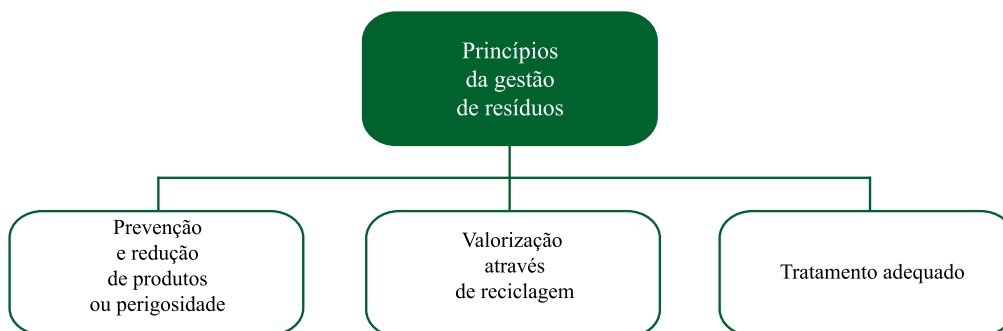 Princípios
da gestão
de resíduos
Prevenção
e redução
de produtos
ou perigosidade
Valorização
através
de reciclagem
Tratamento adequado